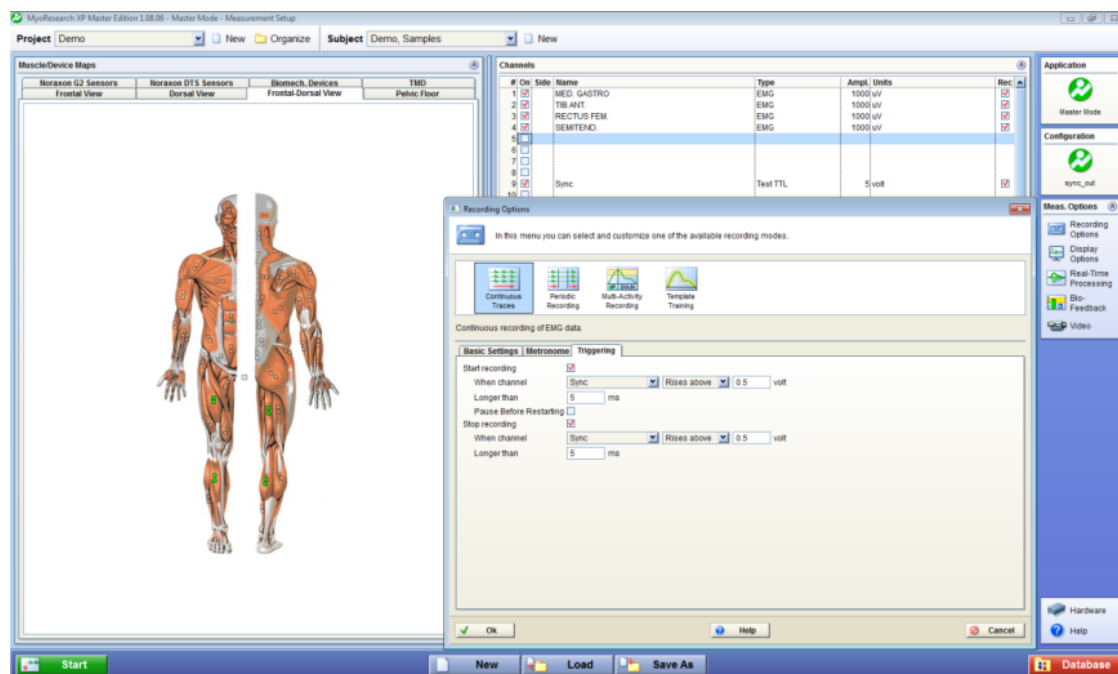 MyoResearch XP Master Edition 1.08.06 - Master Mode - Measurement Setup
Project Demo New Organize Subject Demo, Samples New
Muscle/Device Maps
Noraxon G2 Sensors Noraxon DTS Sensors Biomech. Devices TMD
Frontal View Dorsal View Frontal-Dorsal View Pelvic Floor
Channels
# On Side Name Type Ampl. Units Rec
1 MED. GASTRO EMG 1000 uV
2 TIB.ANT. EMG 1000 uV
3 RECTUS FEM. EMG 1000 uV
4 SEMITEND. EMG 1000 uV
5
6
7
8
9 Sync Test TTL 5 volt
10
Application
Master Mode
Configuration
sync_out
Meas. Options
Recording
Options
Display
Options
Real-Time
Processing
Bio-
Feedback
Video
Hardware
Help
Recording Options
In this menu you can select and customize one of the available recording modes.
Continuous
Traces
Periodic
Recording
UP DOWN
Multi-Activity
Recording
Template
Training
Continuous recording of EMG data.
Basic Settings Metronome Triggering
Start recording
When channel Sync Rises above 0.5 volt
Longer than 5 ms
Pause Before Restarting
Stop recording
When channel Sync Rises above 0.5 volt
Longer than 5 ms
Ok Help Cancel
Start New Load Save As Database